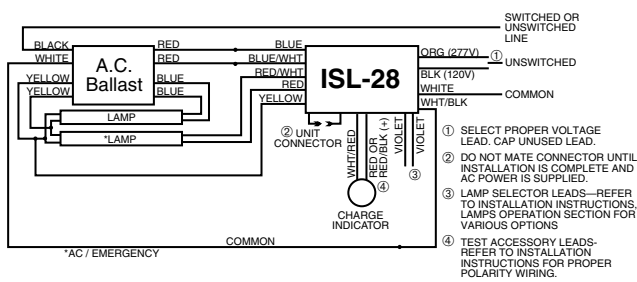 SWITCHED OR
UNSWITCHED
LINE
BLACK
RED
BLUE
ORG (277V)
①
UNSWITCHED
WHITE
A.C.
Ballast
RED
BLUE/WHT
ISL-28
BLK (120V)
YELLOW
BLUE
RED/WHT
YELLOW
BLUE
RED
WHITE
COMMON
YELLOW
WHT/BLK
LAMP
*LAMP
② UNIT
CONNECTOR
WHT/RED
RED OR
RED/BLK (+)
VIOLET
VIOLET
③
④
CHARGE
INDICATOR
COMMON
*AC / EMERGENCY
① SELECT PROPER VOLTAGE
LEAD. CAP UNUSED LEAD.
② DO NOT MATE CONNECTOR UNTIL
INSTALLATION IS COMPLETE AND
AC POWER IS SUPPLIED.
③ LAMP SELECTOR LEADS—REFER
TO INSTALLATION INSTRUCTIONS,
LAMPS OPERATION SECTION FOR
VARIOUS OPTIONS
④ TEST ACCESSORY LEADS-
REFER TO INSTALLATION
INSTRUCTIONS FOR PROPER
POLARITY WIRING.